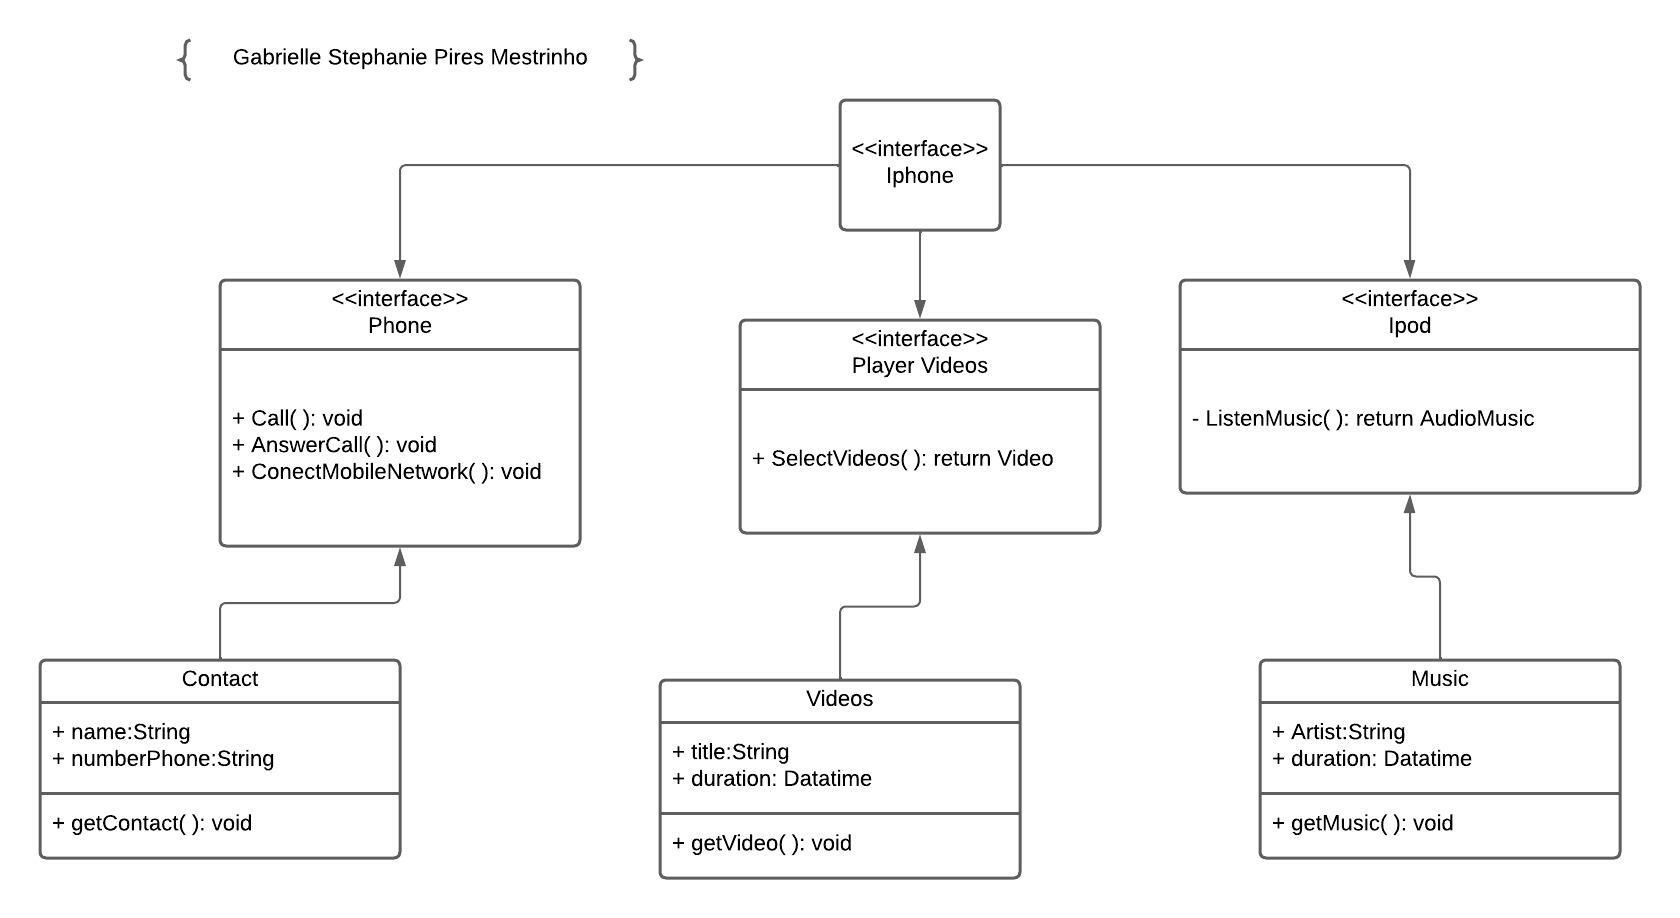 { Gabrielle Stephanie Pires Mestrinho }
<<interface>>
Iphone
<<interface>>
Phone
+ Call( ): void
+ AnswerCall( ): void
+ ConectMobileNetwork( ): void
<<interface>>
Player Videos
+ SelectVideos( ): return Video
<<interface>>
Ipod
- ListenMusic( ): return AudioMusic
Contact
+ name:String
+ numberPhone:String
+ getContact( ): void
Videos
+ title:String
+ duration: Datatime
+ getVideo( ): void
Music
+ Artist:String
+ duration: Datatime
+ getMusic( ): void